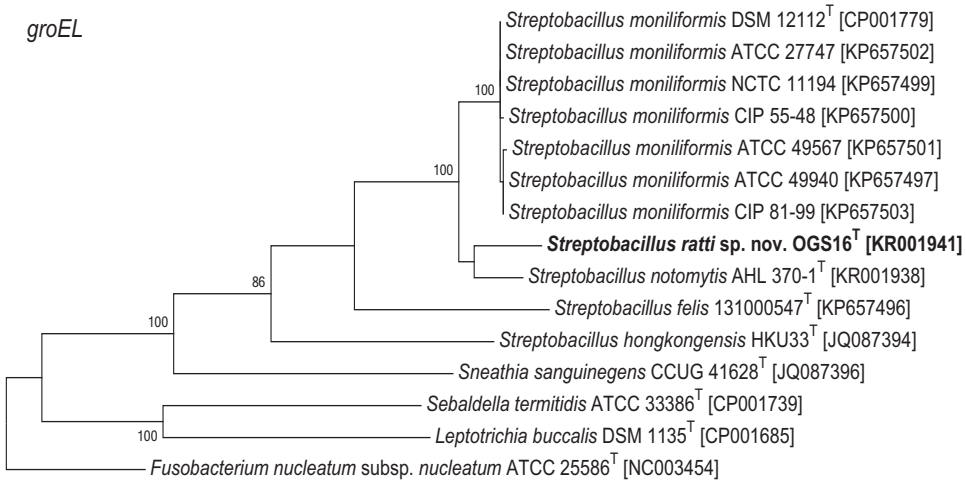 groEL
Streptobacillus moniliformis DSM 12112T [CP001779]
Streptobacillus moniliformis ATCC 27747 [KP657502]
Streptobacillus moniliformis NCTC 11194 [KP657499]
100
Streptobacillus moniliformis CIP 55-48 [KP657500]
Streptobacillus moniliformis ATCC 49567 [KP657501]
100
Streptobacillus moniliformis ATCC 49940 [KP657497]
Streptobacillus moniliformis CIP 81-99 [KP657503]
Streptobacillus ratti sp. nov. OGS16T [KR001941]
Streptobacillus notomytis AHL 370-1T [KR001938]
86
Streptobacillus felis 131000547T [KP657496]
100
Streptobacillus hongkongensis HKU33T [JQ087394]
Sneathia sanguinegens CCUG 41628T [JQ087396]
Sebaldella termitidis ATCC 33386T [CP001739]
100
Leptotrichia buccalis DSM 1135T [CP001685]
Fusobacterium nucleatum subsp. nucleatum ATCC 25586T [NC003454]